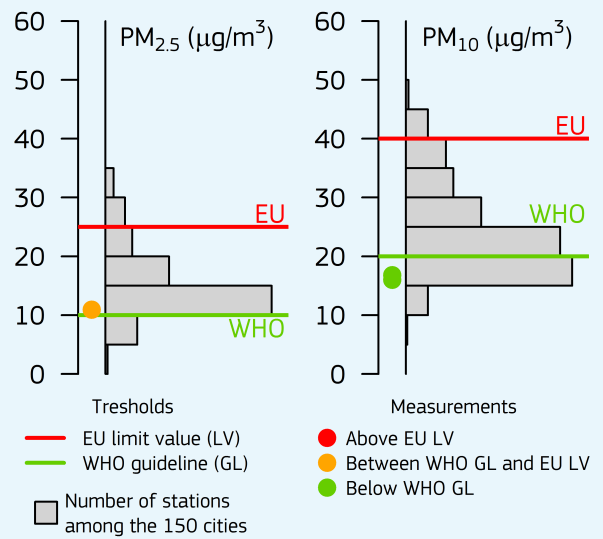 PM2.5 (µg/m³)
60
50
40
30
20
10
0
EU
WHO
PM10 (µg/m³)
60
50
40
30
20
10
0
EU
WHO
Tresholds
EU limit value (LV)
WHO guideline (GL)
Number of stations
among the 150 cities
Measurements
Above EU LV
Between WHO GL and EU LV
Below WHO GL